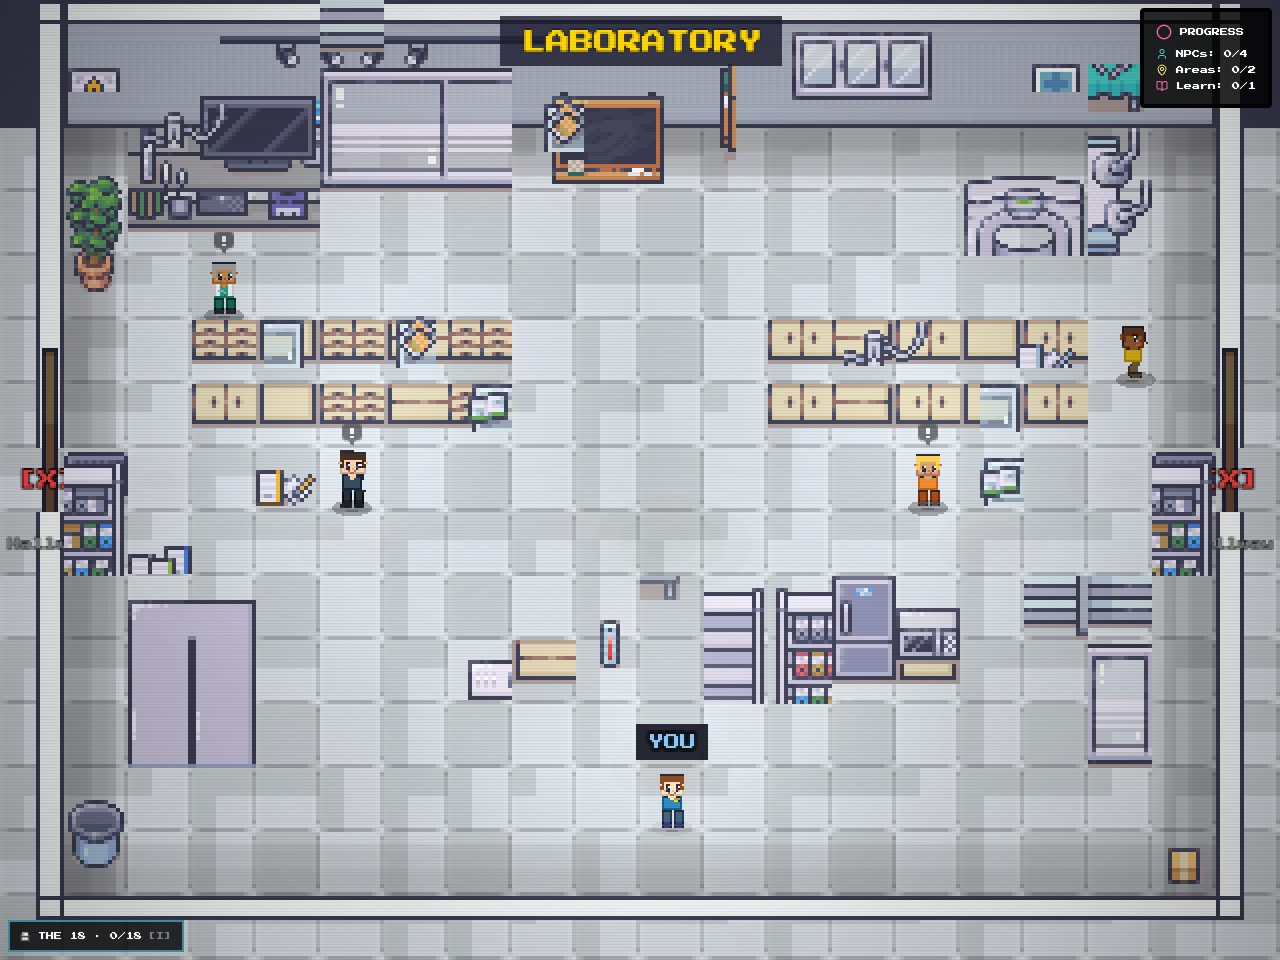 LABORATORY
PROGRESS
NPCs: 0/4
Areas: 0/2
Learn: 0/1
!
!
!
[X]
[X]
YOU
THE 18 · 0/18 [I]